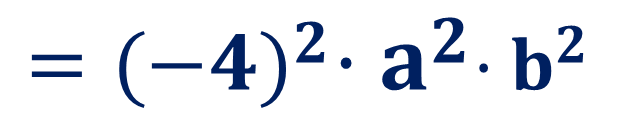 = (−4)² · a² · b²